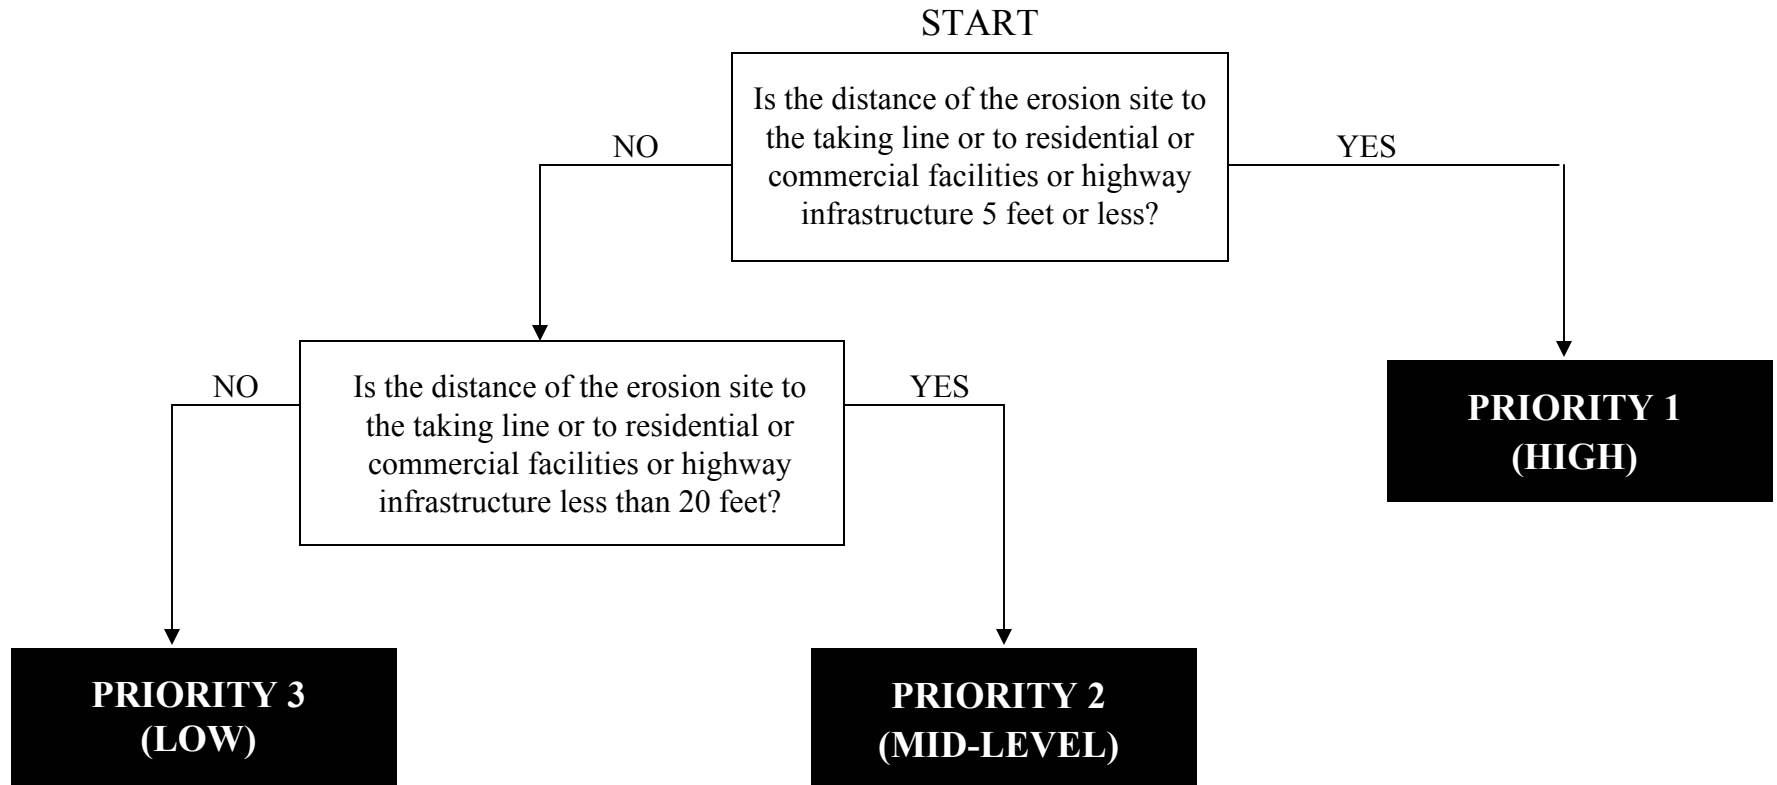 START
Is the distance of the erosion site to
the taking line or to residential or
commercial facilities or highway
infrastructure 5 feet or less?
NO
YES
Is the distance of the erosion site to
the taking line or to residential or
commercial facilities or highway
infrastructure less than 20 feet?
NO
YES
PRIORITY 1
(HIGH)
PRIORITY 3
(LOW)
PRIORITY 2
(MID-LEVEL)